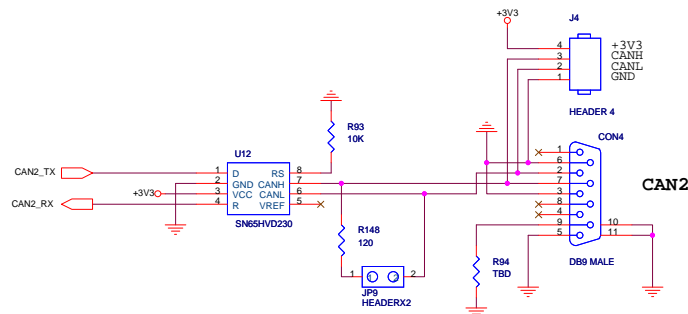 +3V3
J4
4 +3V3
3 CANH
2 CANL
1 GND
HEADER 4
R93
10K
U12
CAN2_TX 1 D RS 8
2 GND CANH 7
+3V3 3 VCC CANL 6
CAN2_RX 4 R VREF 5
SN65HVD230
R148
120
1 1 2 2
JP9
HEADERX2
CON4
1
6
2
7
3
8
4
9 10
5 11
DB9 MALE
CAN2
R94
TBD